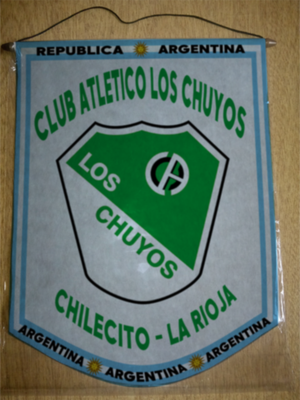 REPUBLICA ARGENTINA
CLUB ATLETICO LOS CHUYOS
CA
LOS
CHUYOS
CHILECITO - LA RIOJA
ARGENTINA ARGENTINA ARGENTINA